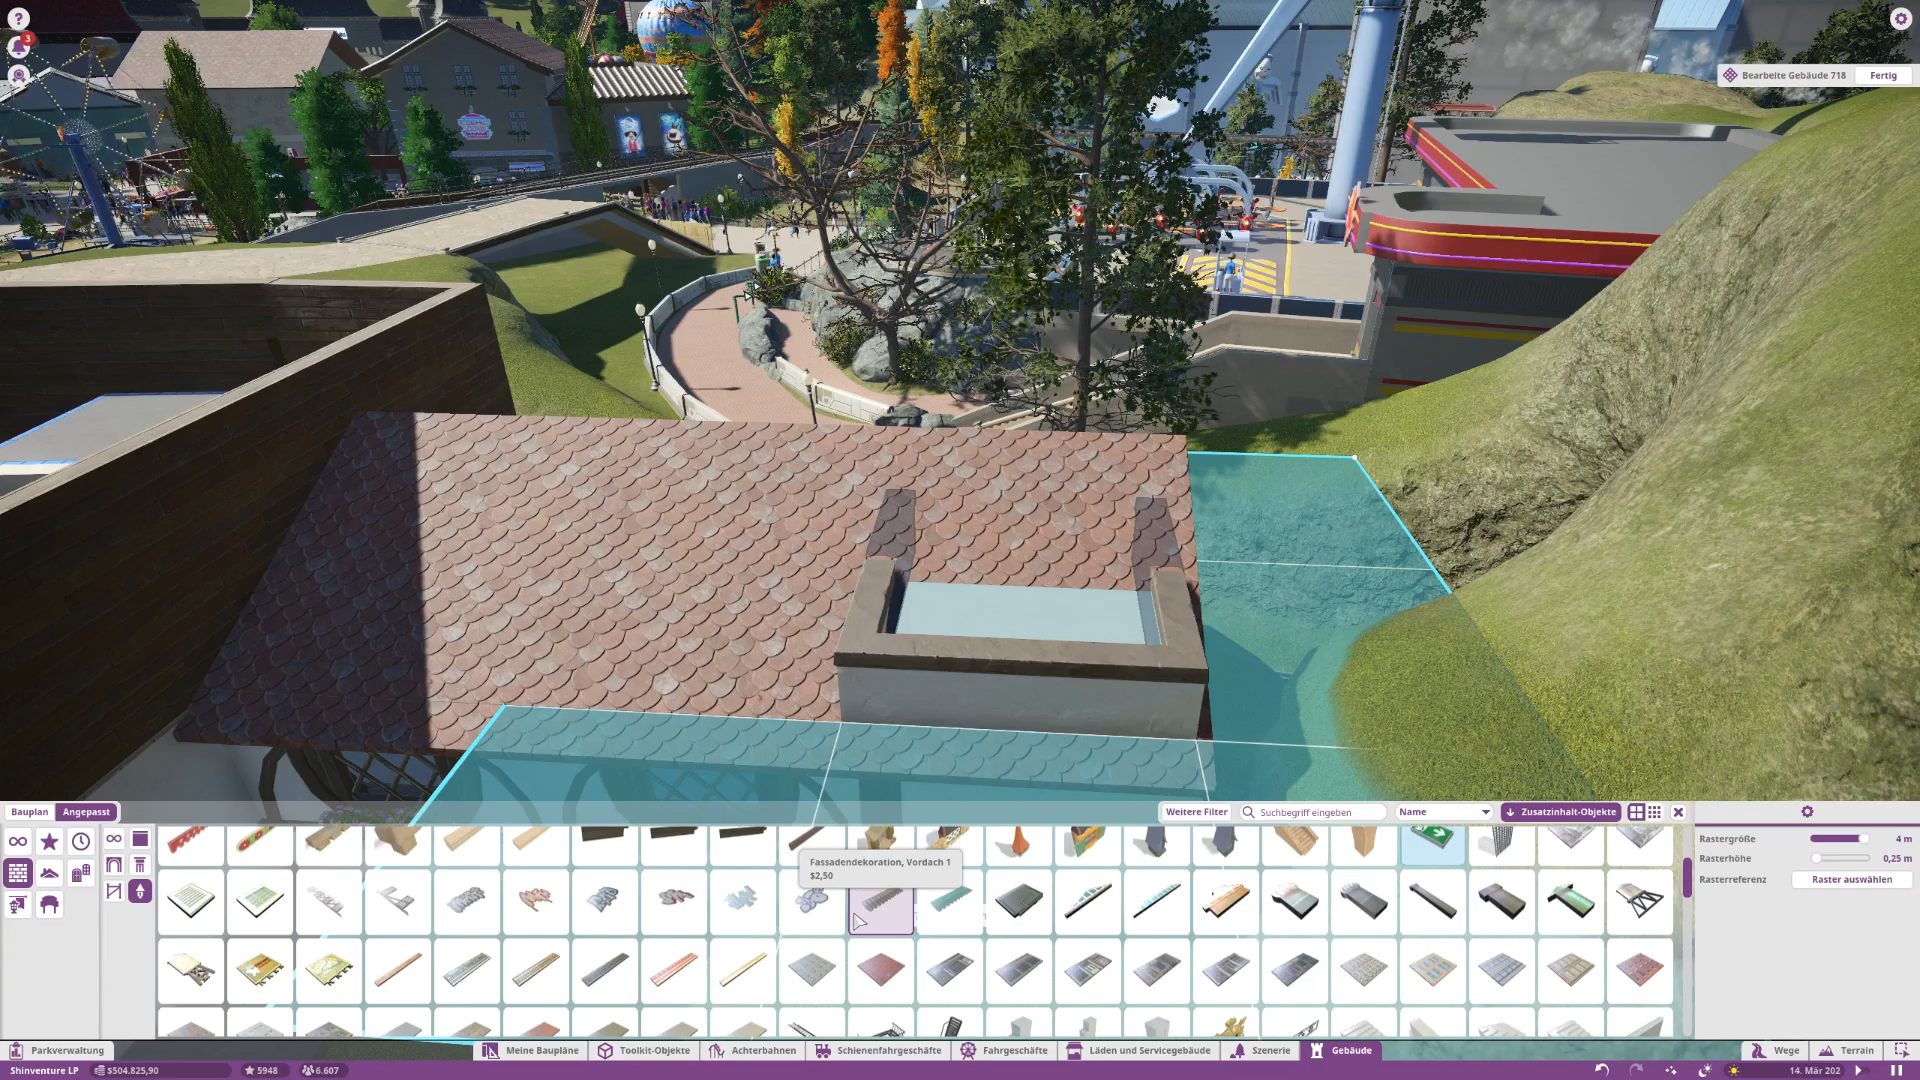 ?
3
Bearbeite Gebäude 718
Fertig
Bauplan
Angepasst
Weitere Filter
Suchbegriff eingeben
Name
Zusatzinhalt-Objekte
Fassadendekoration, Vordach 1
$2,50
Rastergröße
4 m
Rasterhöhe
0,25 m
Rasterreferenz
Raster auswählen
Parkverwaltung
Meine Baupläne
Toolkit-Objekte
Achterbahnen
Schienenfahrgeschäfte
Fahrgeschäfte
Läden und Servicegebäude
Szenerie
Gebäude
Wege
Terrain
Shinventure LP
$504.825,90
5948
6.607
14. Mär 202